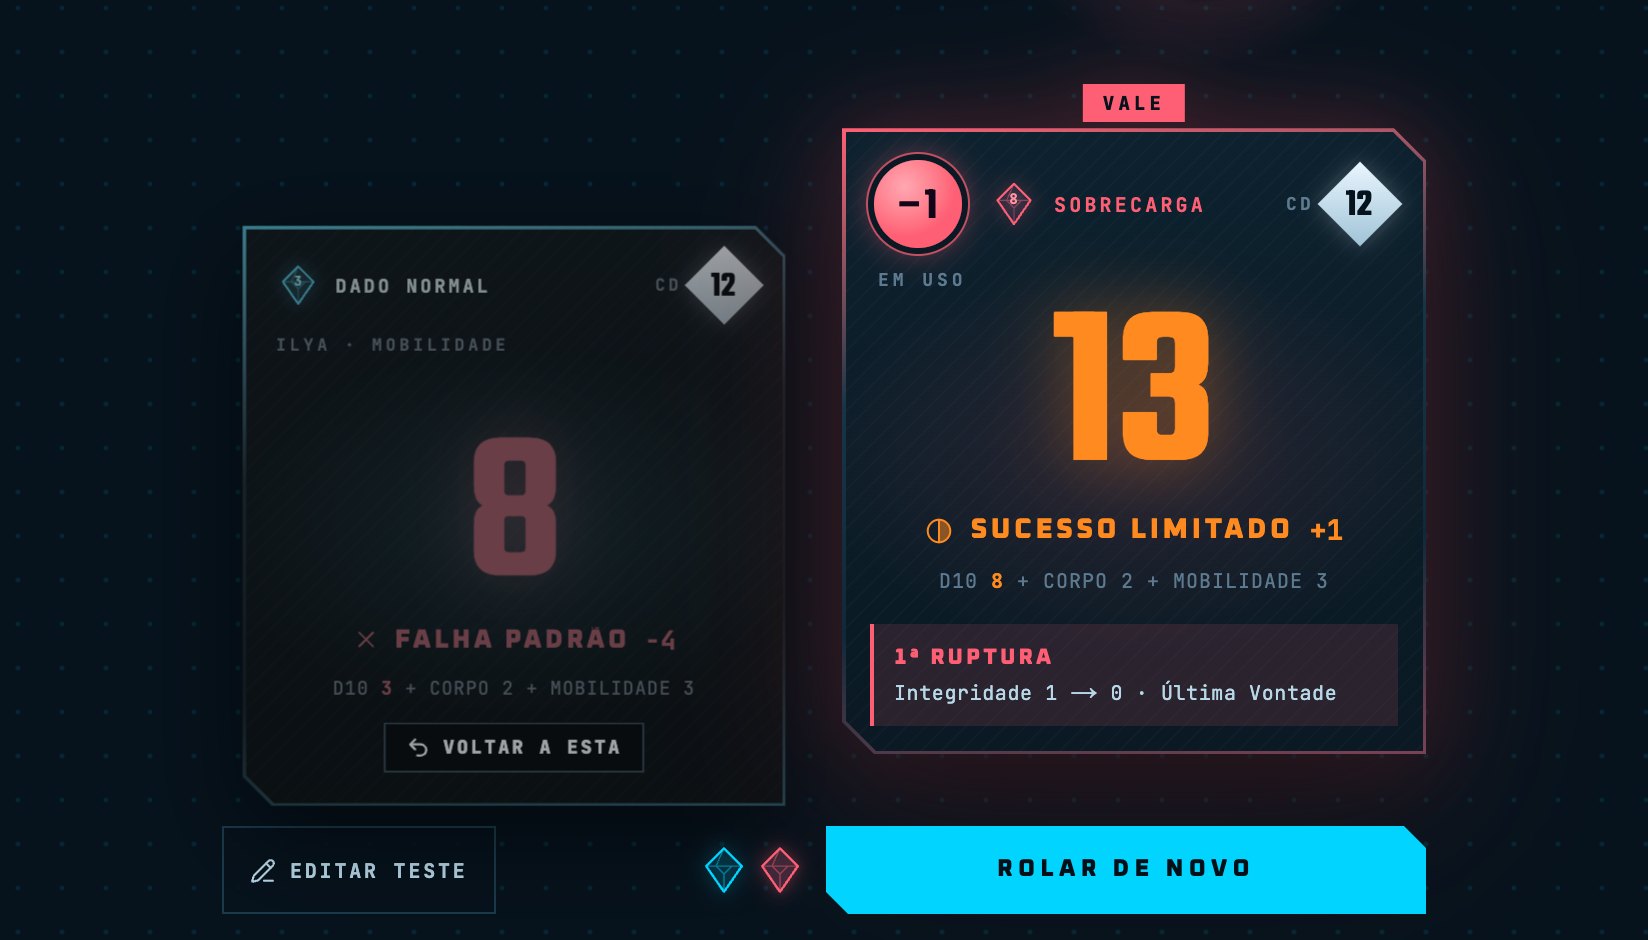 3 DADO NORMAL CD 12
ILYA · MOBILIDADE
8
FALHA PADRÃO -4
D10 3 + CORPO 2 + MOBILIDADE 3
VOLTAR A ESTA
VALE
−1 8 SOBRECARGA CD 12
EM USO
13
SUCESSO LIMITADO +1
D10 8 + CORPO 2 + MOBILIDADE 3
1ª RUPTURA
Integridade 1 → 0 · Última Vontade
EDITAR TESTE
ROLAR DE NOVO